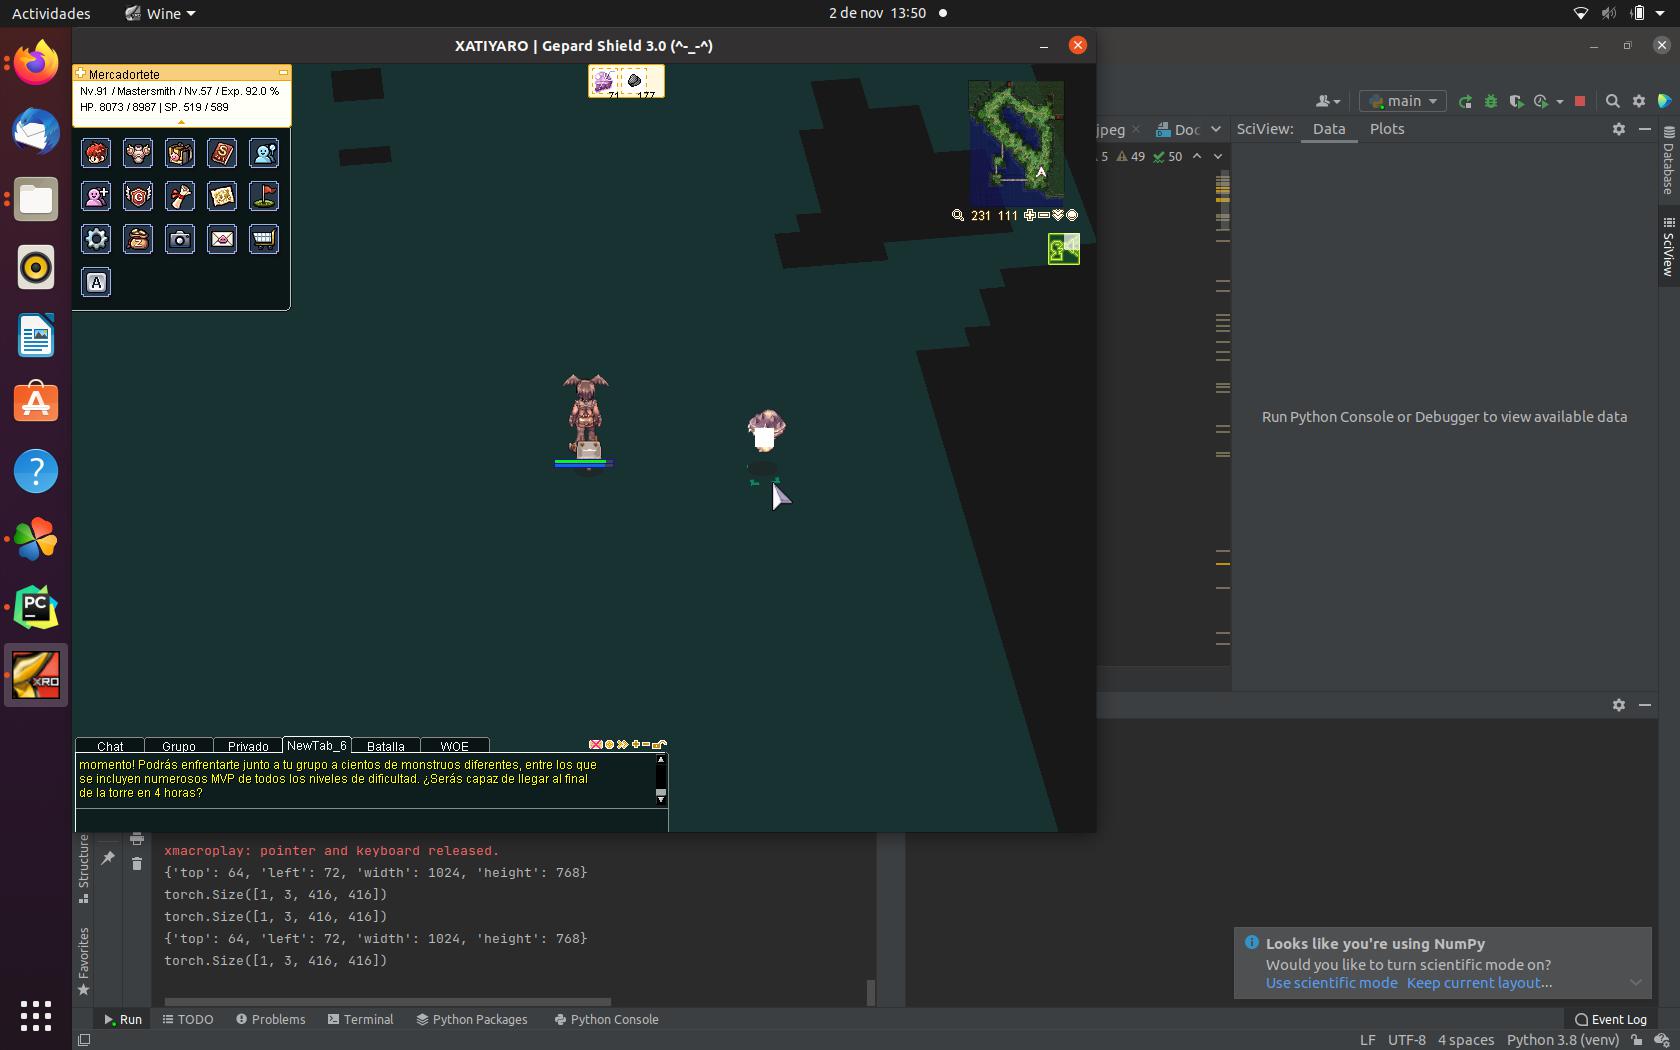 Actividades
Wine
2 de nov 13:50
XATIYARO | Gepard Shield 3.0 (^-_-^)
Mercadortete
Nv.91 / Mastersmith / Nv.57 / Exp. 92.0 %
HP. 8073 / 8987 | SP. 519 / 589
71 177
231 111
S
G
Z
A
main
jpeg
Doc
SciView:
Data
Plots
5 49 50
Database
SciView
Run Python Console or Debugger to view available data
PC
XRO
Chat
Grupo
Privado
NewTab_6
Batalla
WOE
momento! Podrás enfrentarte junto a tu grupo a cientos de monstruos diferentes, entre los que
se incluyen numerosos MVP de todos los niveles de dificultad. ¿Serás capaz de llegar al final
de la torre en 4 horas?
Structure
Favorites
xmacroplay: pointer and keyboard released.
{'top': 64, 'left': 72, 'width': 1024, 'height': 768}
torch.Size([1, 3, 416, 416])
torch.Size([1, 3, 416, 416])
{'top': 64, 'left': 72, 'width': 1024, 'height': 768}
torch.Size([1, 3, 416, 416])
Looks like you're using NumPy
Would you like to turn scientific mode on?
Use scientific mode Keep current layout...
Run
TODO
Problems
Terminal
Python Packages
Python Console
Event Log
LF UTF-8 4 spaces Python 3.8 (venv)